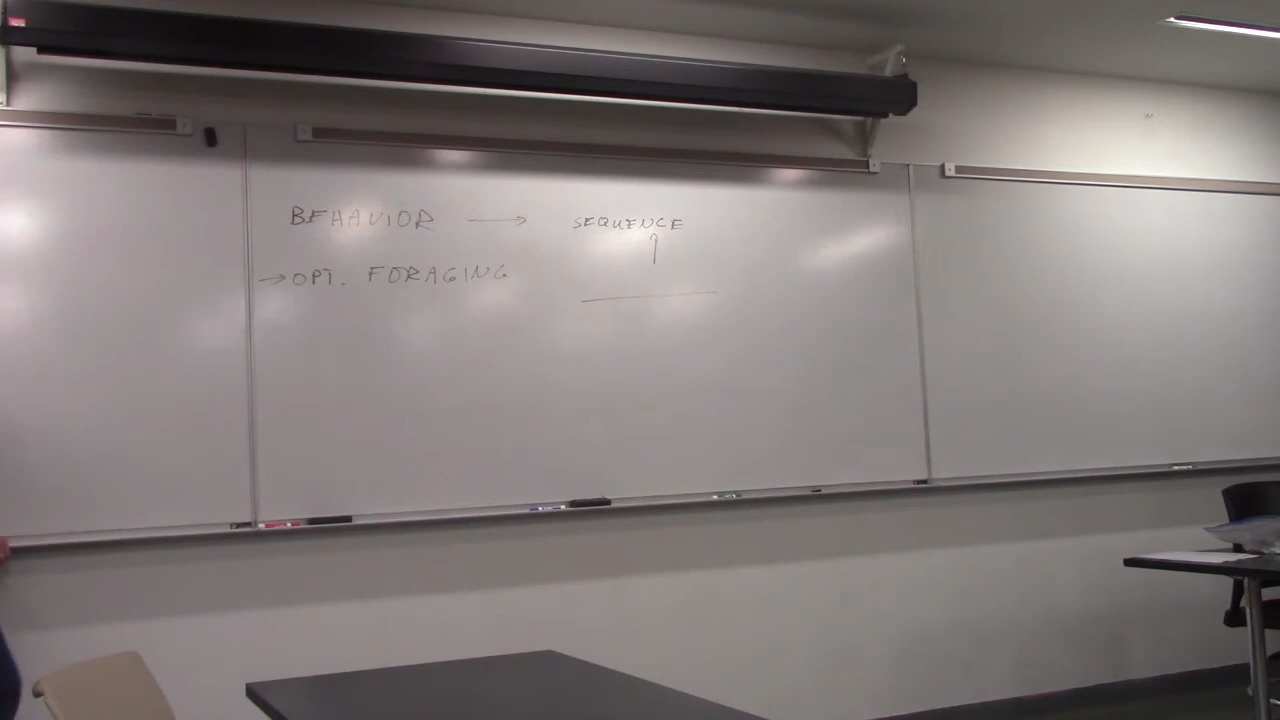 BEHAVIOR → SEQUENCE
↑
→ OPT. FORAGING